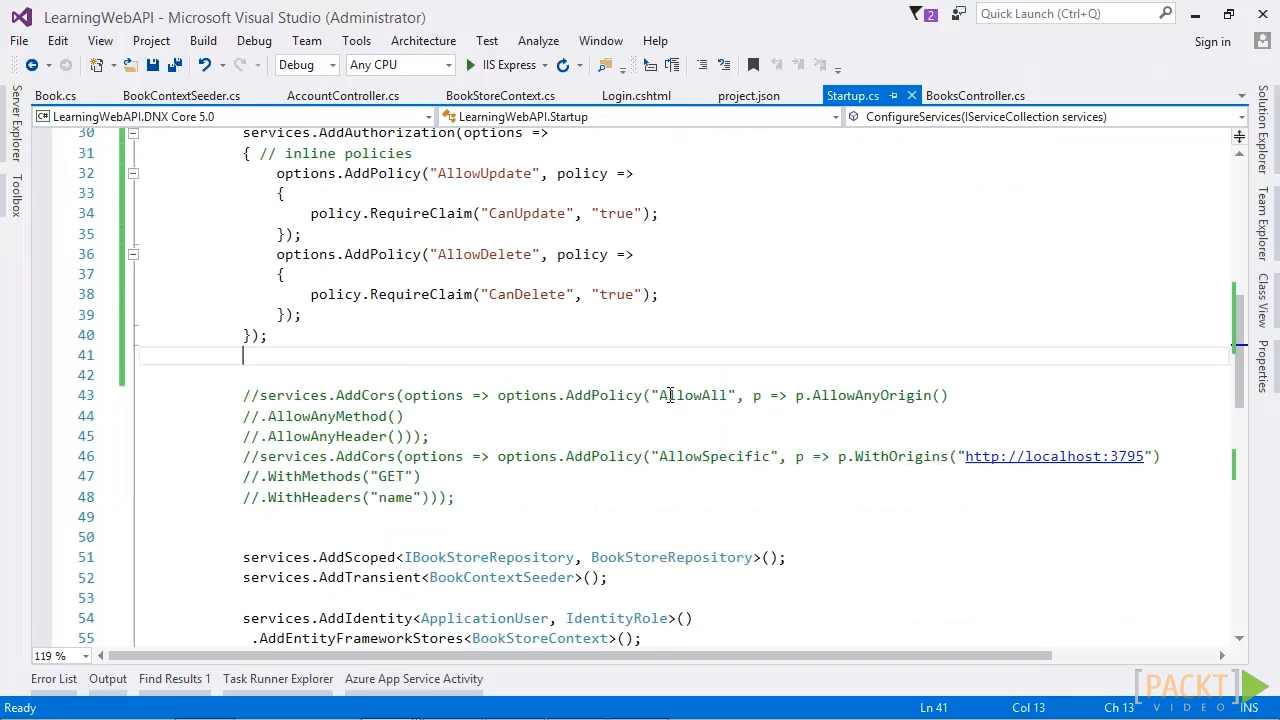 LearningWebAPI - Microsoft Visual Studio (Administrator)
2
Quick Launch (Ctrl+Q)
File Edit View Project Build Debug Team Tools Architecture Test Analyze Window Help
Sign in
Debug Any CPU IIS Express
Book.cs BookContextSeeder.cs AccountController.cs BookStoreContext.cs Login.cshtml project.json Startup.cs BooksController.cs
LearningWebAPI.DNX Core 5.0 LearningWebAPI.Startup ConfigureServices(IServiceCollection services)
Server Explorer
Toolbox
30 services.AddAuthorization(options =>
31 { // inline policies
32 options.AddPolicy("AllowUpdate", policy =>
33 {
34 policy.RequireClaim("CanUpdate", "true");
35 });
36 options.AddPolicy("AllowDelete", policy =>
37 {
38 policy.RequireClaim("CanDelete", "true");
39 });
40 });
41
42
43 //services.AddCors(options => options.AddPolicy("AllowAll", p => p.AllowAnyOrigin()
44 //.AllowAnyMethod()
45 //.AllowAnyHeader()));
46 //services.AddCors(options => options.AddPolicy("AllowSpecific", p => p.WithOrigins("http://localhost:3795")
47 //.WithMethods("GET")
48 //.WithHeaders("name")));
49
50
51 services.AddScoped<IBookStoreRepository, BookStoreRepository>();
52 services.AddTransient<BookContextSeeder>();
53
54 services.AddIdentity<ApplicationUser, IdentityRole>()
55 .AddEntityFrameworkStores<BookStoreContext>();
Solution Explorer
Team Explorer
Class View
Properties
119 %
Error List Output Find Results 1 Task Runner Explorer Azure App Service Activity
[PACKT]
VIDEO
Ready Ln 41 Col 13 Ch 13 INS